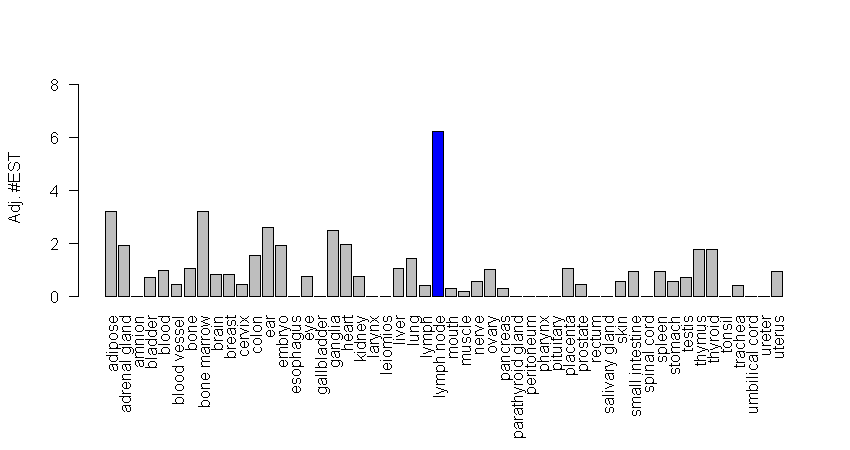 8
6
4
2
0
Adj. #EST
adipose
adrenal gland
amnion
bladder
blood
blood vessel
bone
bone marrow
brain
breast
cervix
colon
ear
embryo
esophagus
eye
gallbladder
ganglia
heart
kidney
larynx
leiomios
liver
lung
lymph
lymph node
mouth
muscle
nerve
ovary
pancreas
parathyroid gland
peritoneum
pharynx
pituitary
placenta
prostate
rectum
salivary gland
skin
small intestine
spinal cord
spleen
stomach
testis
thymus
thyroid
tonsil
trachea
umbilical cord
ureter
uterus